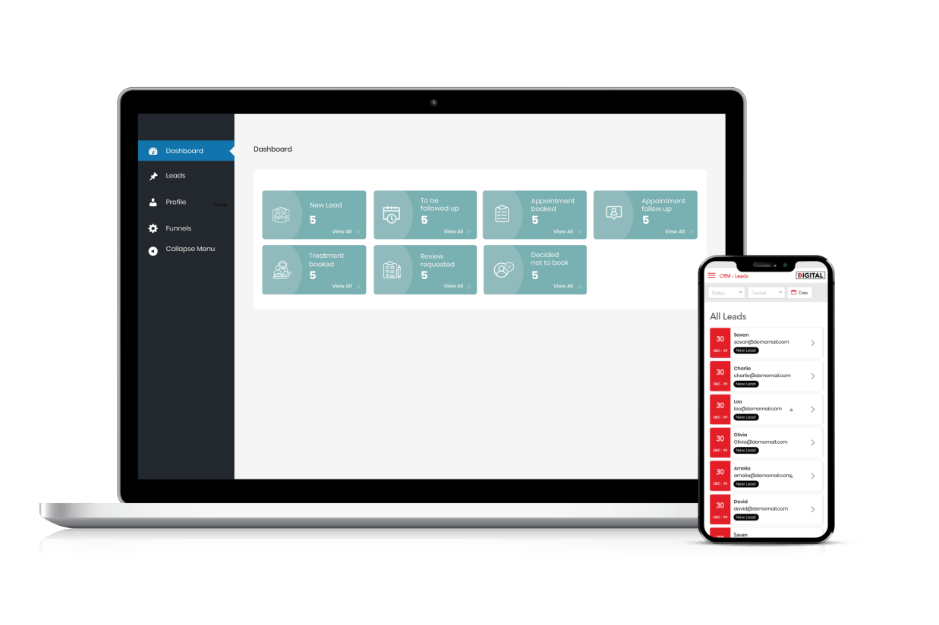 Dashboard
Leads
Profile
Funnels
Collapse Menu
Dashboard
New Lead
5
View All
To be
followed up
5
View All
Appointment
booked
5
View All
Appointment
follow up
5
View All
Treatment
booked
5
View All
Review
requested
5
View All
Decided
not to book
5
View All
CRM - Leads
DIGITAL
Status
Funnel
Date
All Leads
30
DEC - 19
Savan
savan@demomail.com
New Lead
30
DEC - 19
Charlie
charlie@demomail.com
New Lead
30
DEC - 19
Leo
leo@demomail.com
New Lead
30
DEC - 19
Olivia
Olivia@demomail.com
New Lead
30
DEC - 19
Amelia
amelia@demomail.com
New Lead
30
DEC - 19
David
david@demomail.com
New Lead
30
Savan